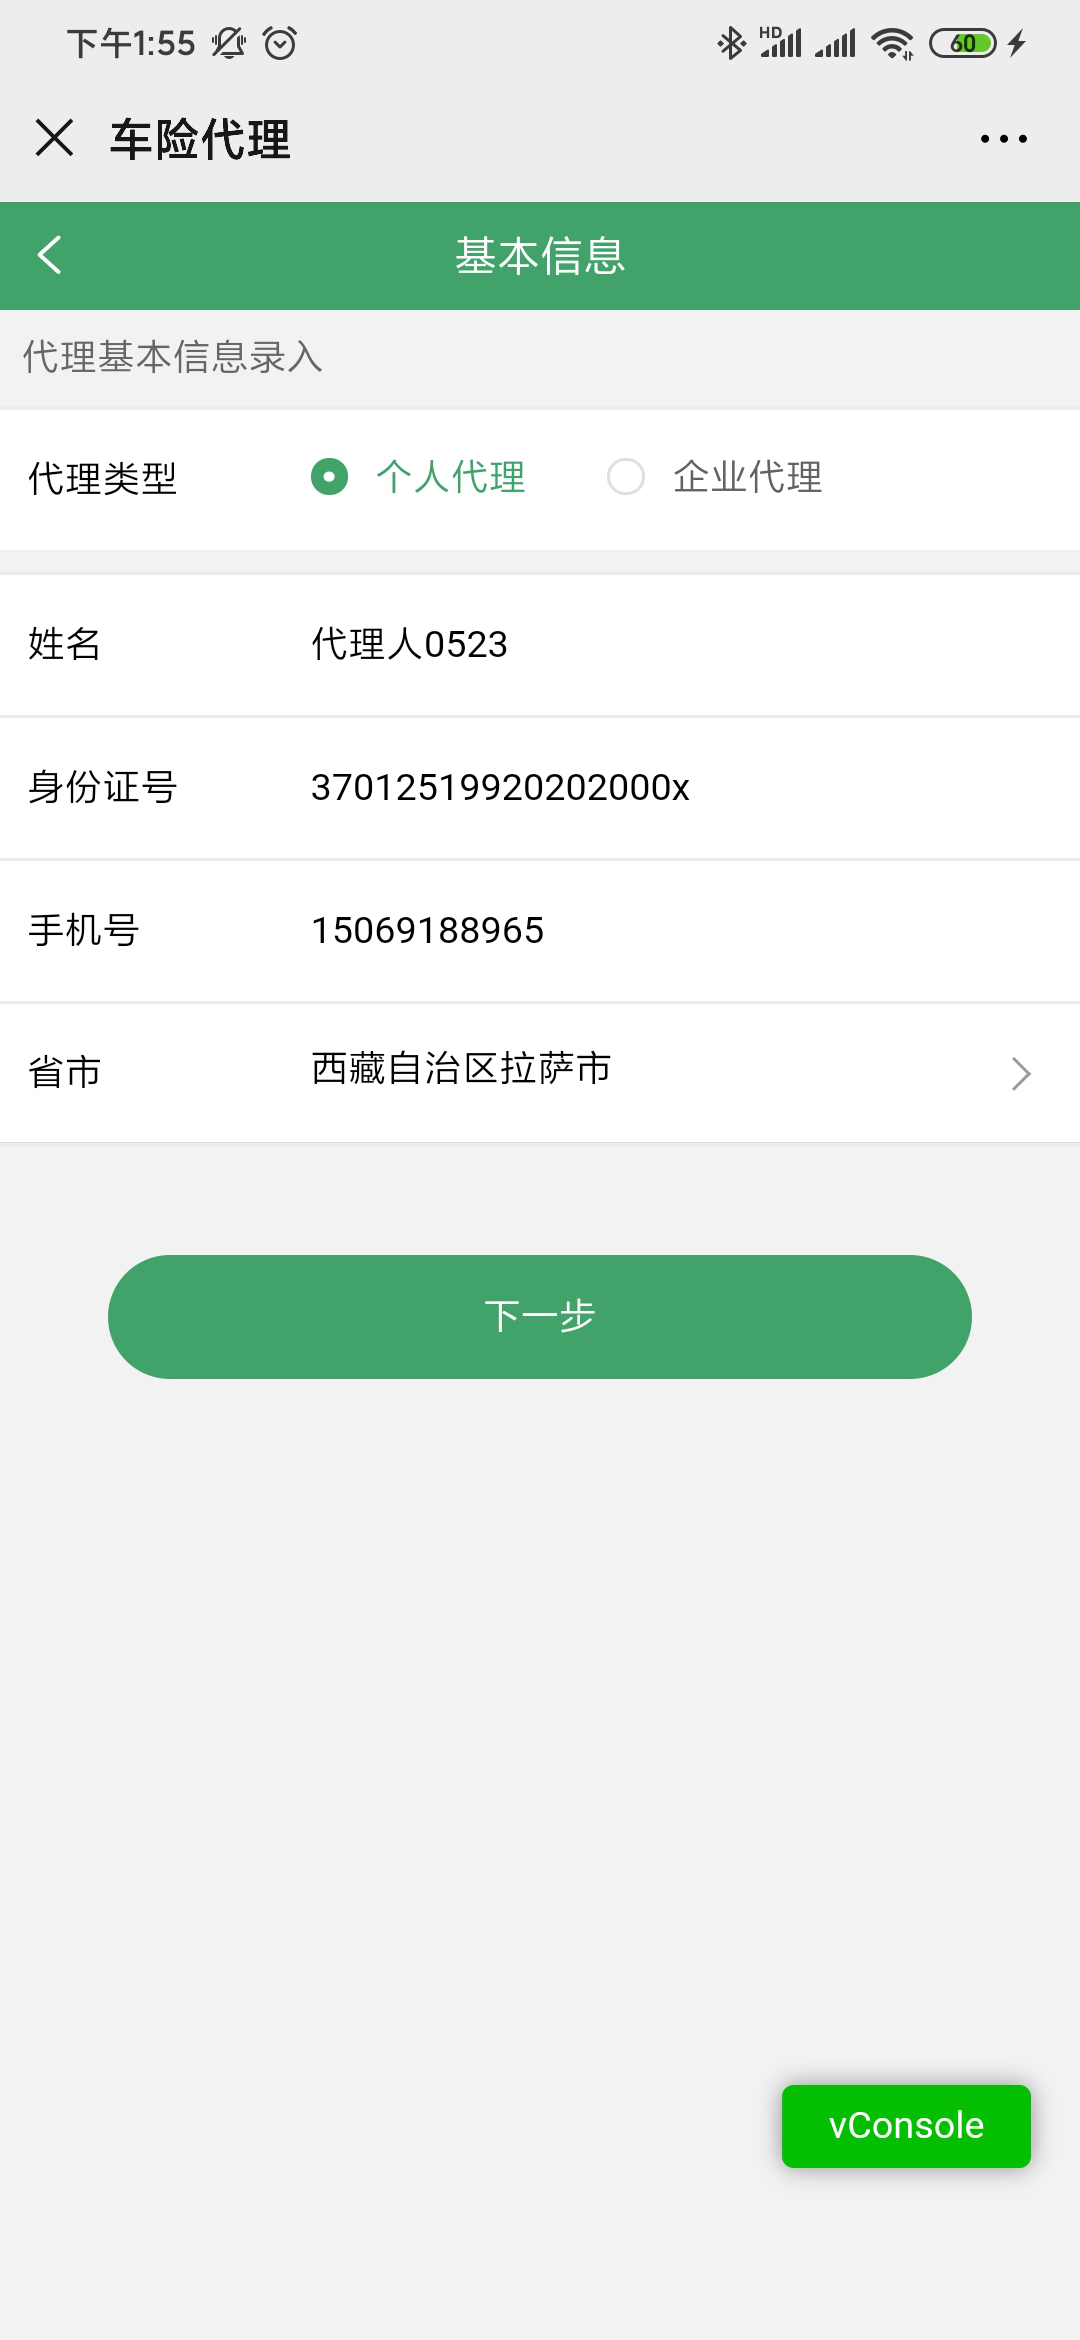 下午1:55 HD 60
车险代理
基本信息
代理基本信息录入
代理类型 个人代理 企业代理
姓名 代理人0523
身份证号 37012519920202000x
手机号 15069188965
省市 西藏自治区拉萨市
下一步
vConsole